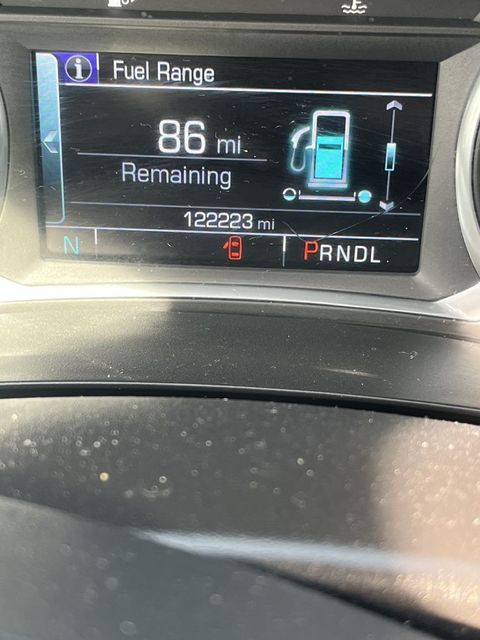 i Fuel Range
86 mi
Remaining
122223 mi
N PRNDL